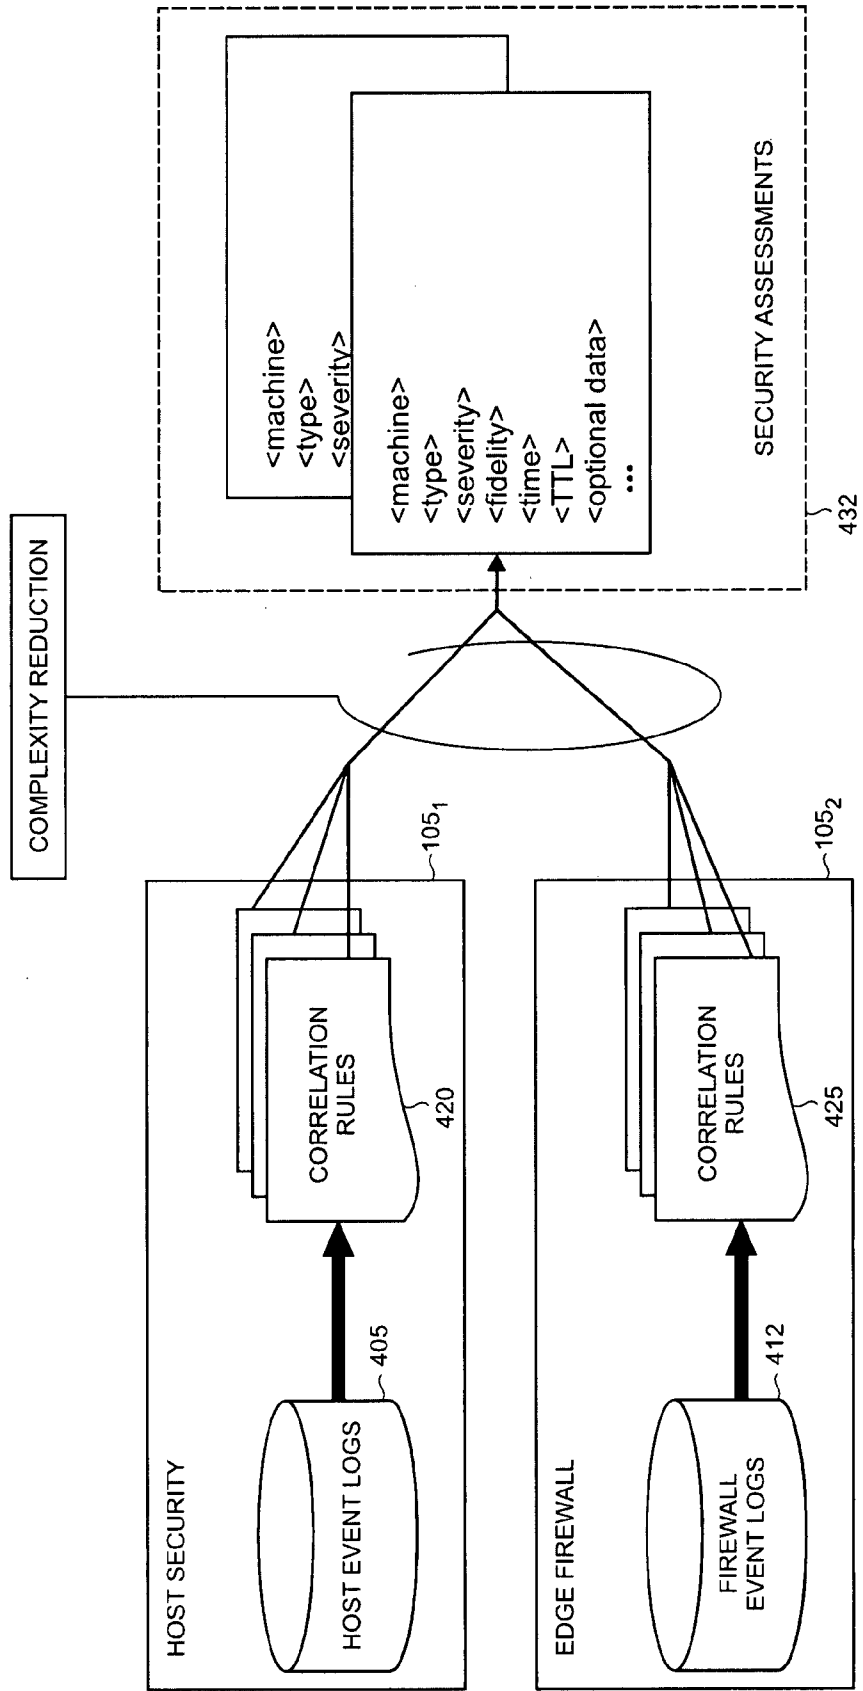 COMPLEXITY REDUCTION
HOST SECURITY
HOST EVENT LOGS
405
CORRELATION
RULES
420
105₁
EDGE FIREWALL
FIREWALL
EVENT LOGS
412
CORRELATION
RULES
425
105₂
<machine>
<type>
<severity>
<machine>
<type>
<severity>
<fidelity>
<time>
<TTL>
<optional data>
...
SECURITY ASSESSMENTS
432